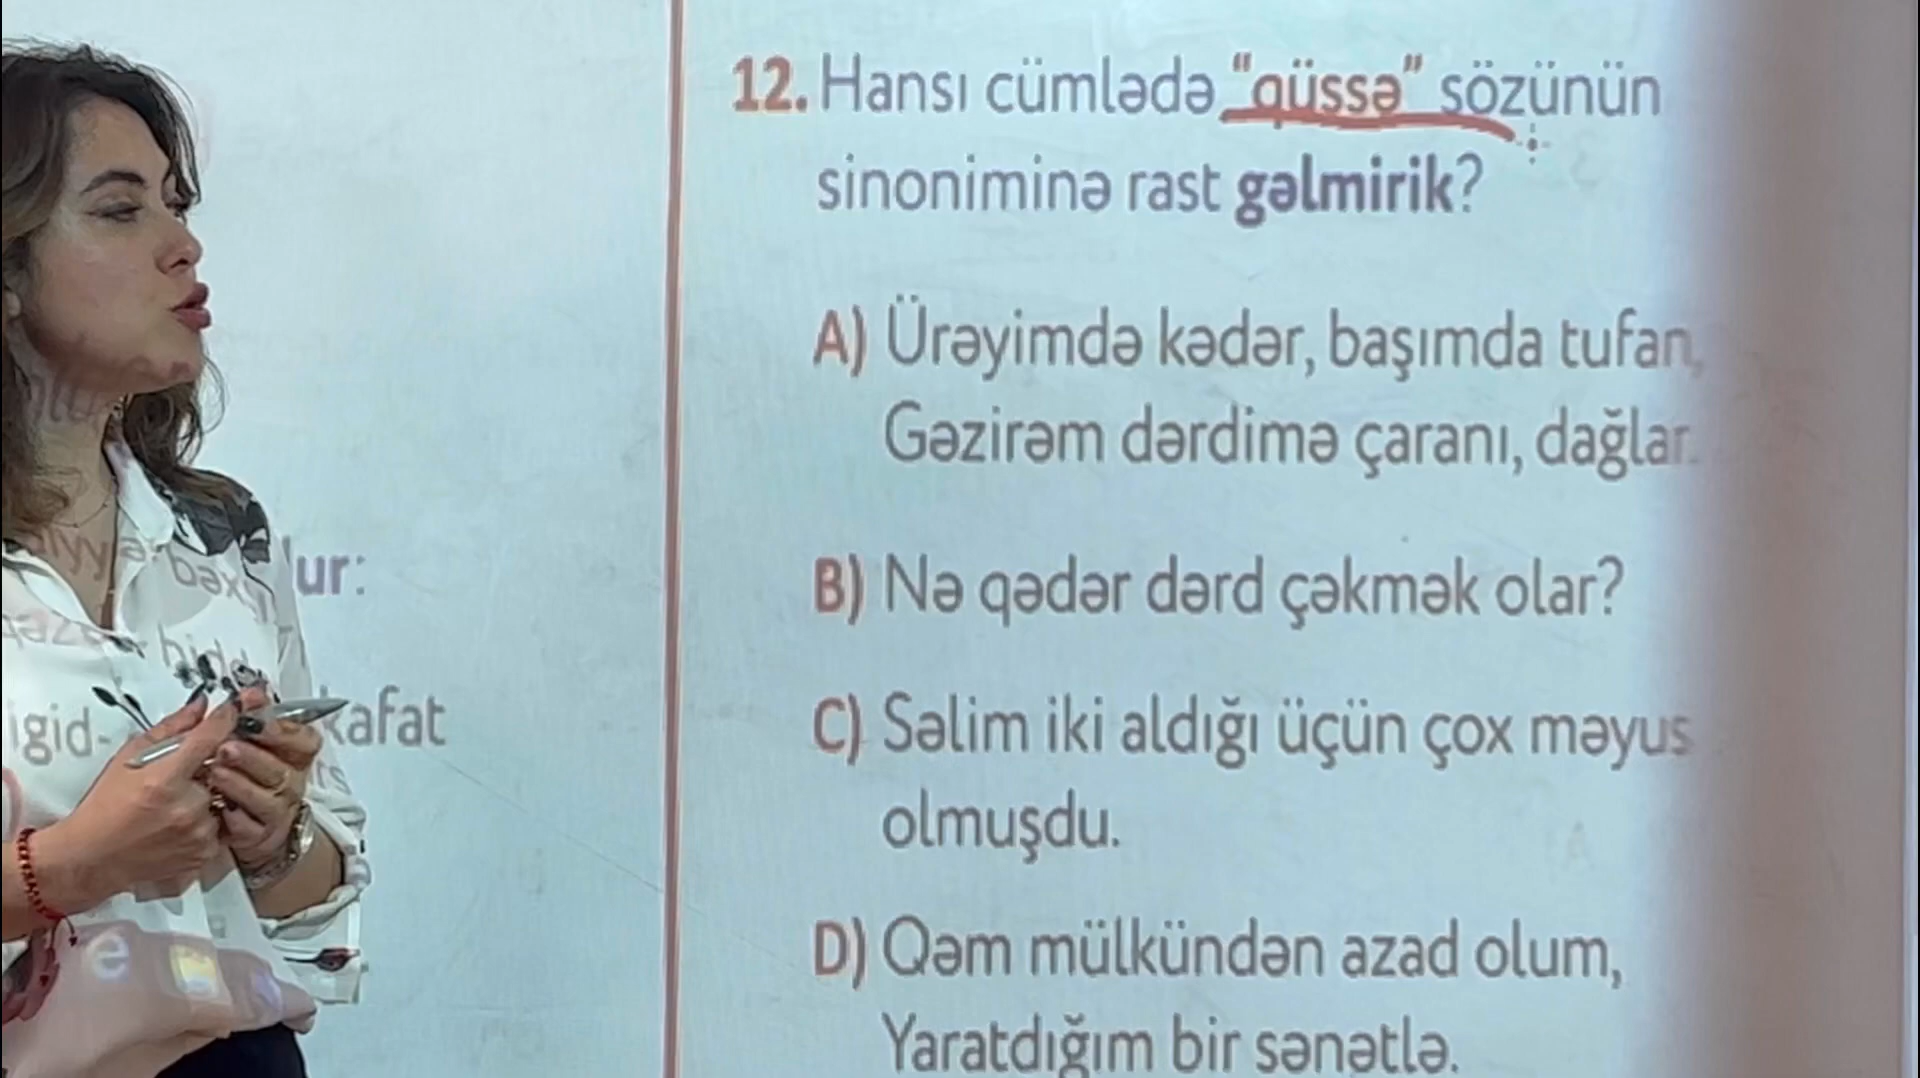 12. Hansı cümlədə "qüssə" sözünün
sinoniminə rast gəlmirik?
A) Ürəyimdə kədər, başımda tufan,
Gəzirəm dərdimə çaranı, dağlar.
B) Nə qədər dərd çəkmək olar?
C) Səlim iki aldığı üçün çox məyus
olmuşdu.
D) Qəm mülkündən azad olum,
Yaratdığım bir sənətlə.
ur:
igid-
kafat